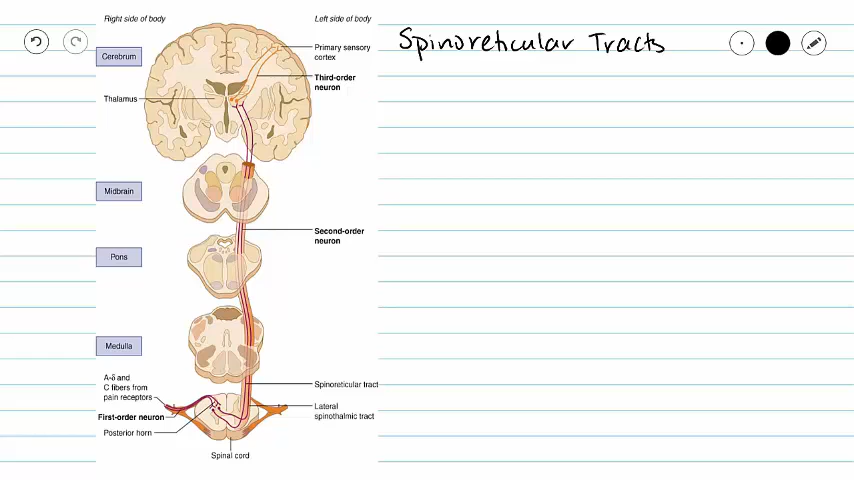 Right side of body
Left side of body
Spinoreticular Tracts
Cerebrum
Primary sensory
cortex
Third-order
neuron
Thalamus
Midbrain
Second-order
neuron
Pons
Medulla
A-δ and
C fibers from
pain receptors
Spinoreticular tract
First-order neuron
Lateral
spinothalmic tract
Posterior horn
Spinal cord